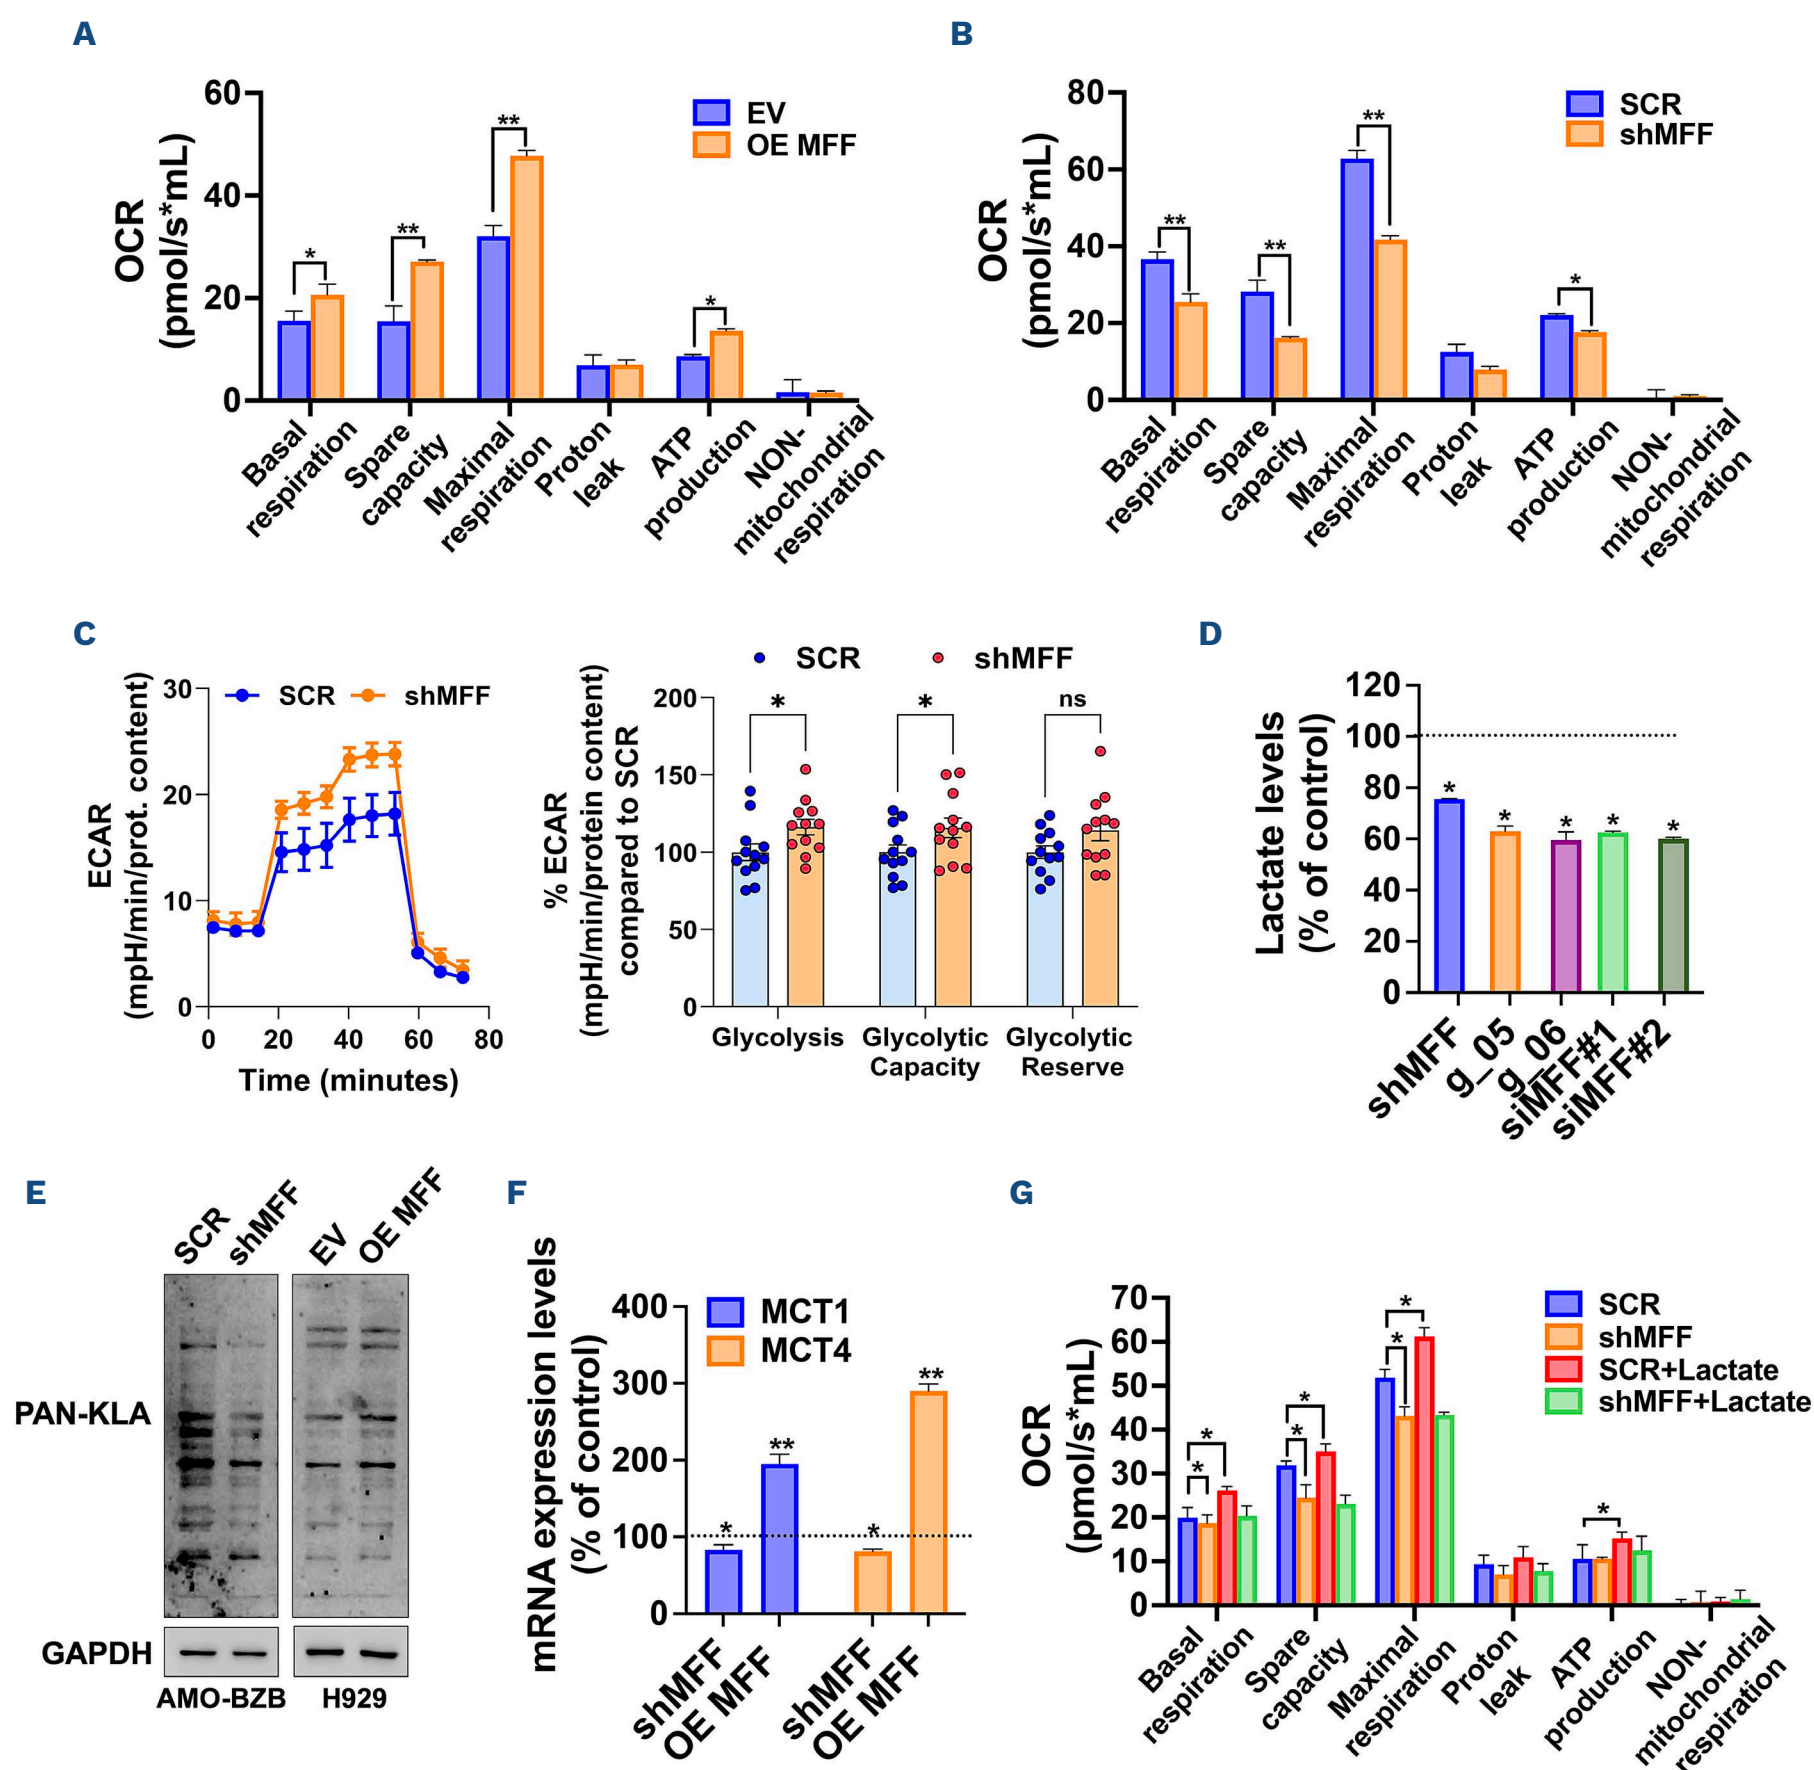 A
OCR
(pmol/s*mL)
60
40
20
0
EV
OE MFF
*
**
**
*
Basal
respiration
Spare
capacity
Maximal
respiration
Proton
leak
ATP
production
NON-
mitochondrial
respiration
B
OCR
(pmol/s*mL)
80
60
40
20
0
SCR
shMFF
**
**
**
*
Basal
respiration
Spare
capacity
Maximal
respiration
Proton
leak
ATP
production
NON-
mitochondrial
respiration
C
ECAR
(mpH/min/prot. content)
30
20
10
0
SCR
shMFF
0 20 40 60 80
Time (minutes)
% ECAR
(mpH/min/protein content)
compared to SCR
SCR
shMFF
200
150
100
50
0
*
*
ns
Glycolysis
Glycolytic
Capacity
Glycolytic
Reserve
D
Lactate levels
(% of control)
120
100
80
60
40
20
0
*
*
*
*
*
shMFF
g_05
g_06
siMFF#1
siMFF#2
E
SCR
shMFF
EV
OE MFF
PAN-KLA
GAPDH
AMO-BZB
H929
F
mRNA expression levels
(% of control)
400
300
200
100
0
MCT1
MCT4
*
**
*
**
shMFF
OE MFF
shMFF
OE MFF
G
OCR
(pmol/s*mL)
70
60
50
40
30
20
10
0
SCR
shMFF
SCR+Lactate
shMFF+Lactate
*
*
*
*
*
*
*
Basal
respiration
Spare
capacity
Maximal
respiration
Proton
leak
ATP
production
NON-
mitochondrial
respiration